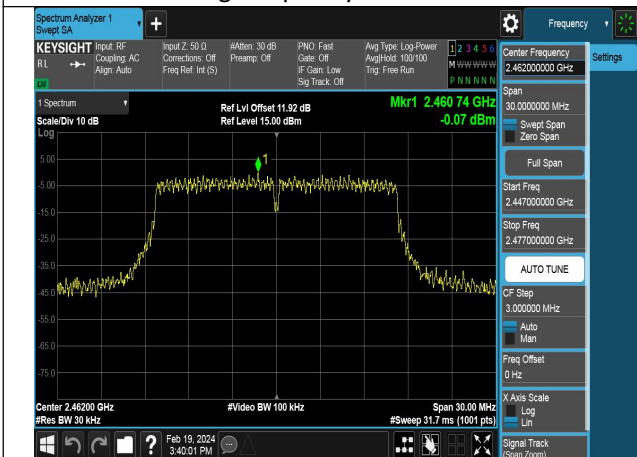 Spectrum Analyzer 1
Swept SA
Frequency
KEYSIGHT
RL
Input: RF
Coupling: AC
Align: Auto
Input Z: 50 Ω
Corrections: Off
Freq Ref: Int (S)
#Atten: 30 dB
Preamp: Off
PNO: Fast
Gate: Off
IF Gain: Low
Sig Track: Off
Avg Type: Log-Power
Avg|Hold: 100/100
Trig: Free Run
1 2 3 4 5 6
M W W W W W
P N N N N N
1 Spectrum
Scale/Div 10 dB
Log
Ref Lvl Offset 11.92 dB
Ref Level 15.00 dBm
Mkr1 2.460 74 GHz
-0.07 dBm
1
5.00
-5.00
-15.0
-25.0
-35.0
-45.0
-55.0
-65.0
-75.0
Center 2.46200 GHz
#Res BW 30 kHz
#Video BW 100 kHz
Span 30.00 MHz
#Sweep 31.7 ms (1001 pts)
Feb 19, 2024
3:40:01 PM
Center Frequency
2.462000000 GHz
Settings
Span
30.0000000 MHz
Swept Span
Zero Span
Full Span
Start Freq
2.447000000 GHz
Stop Freq
2.477000000 GHz
AUTO TUNE
CF Step
3.000000 MHz
Auto
Man
Freq Offset
0 Hz
X Axis Scale
Log
Lin
Signal Track
(Span Zoom)